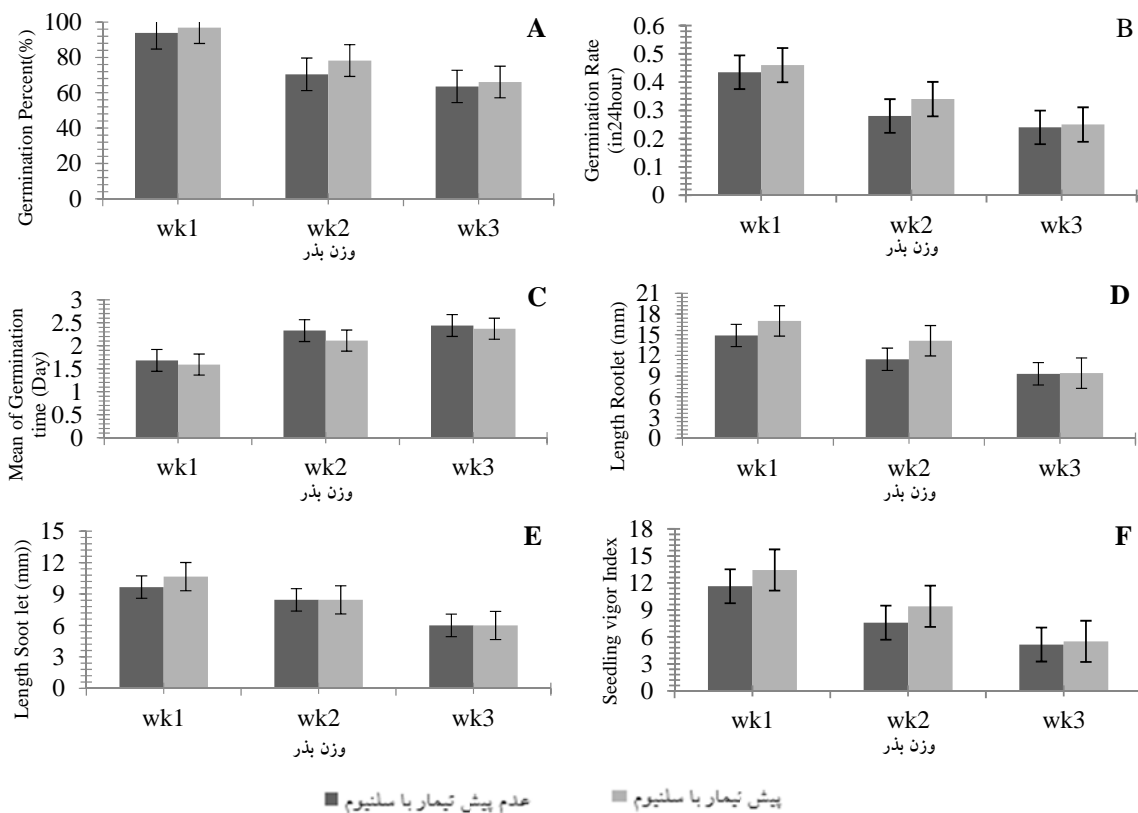 A
Germination Percent(%)
100
80
60
40
20
0
wk1 wk2 wk3
وزن بذر
B
Germination Rate
(in24hour)
0.6
0.5
0.4
0.3
0.2
0.1
0
wk1 wk2 wk3
وزن بذر
C
Mean of Germination
time (Day)
3
2.5
2
1.5
1
0.5
0
wk1 wk2 wk3
وزن بذر
D
Length Rootlet (mm)
21
18
15
12
9
6
3
0
wk1 wk2 wk3
وزن بذر
E
Length Soot let (mm))
15
12
9
6
3
0
wk1 wk2 wk3
وزن بذر
F
Seedling vigor Index
18
15
12
9
6
3
0
wk1 wk2 wk3
وزن بذر
عدم پیش تیمار با سلنیوم
پیش تیمار با سلنیوم